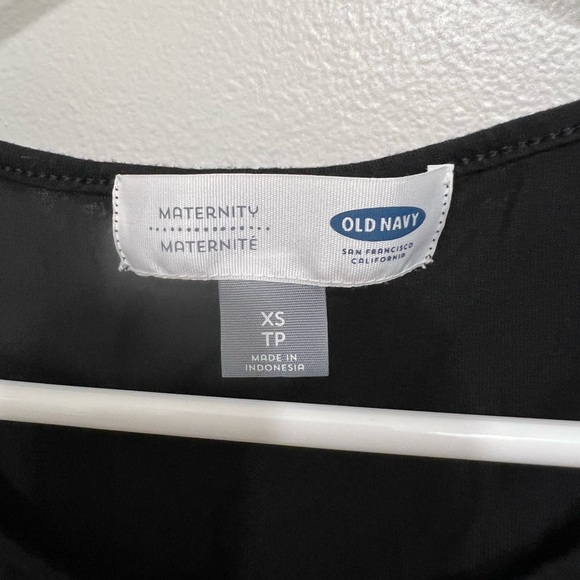 MATERNITY
MATERNITÉ
OLD NAVY
SAN FRANCISCO
CALIFORNIA
XS
TP
MADE IN
INDONESIA